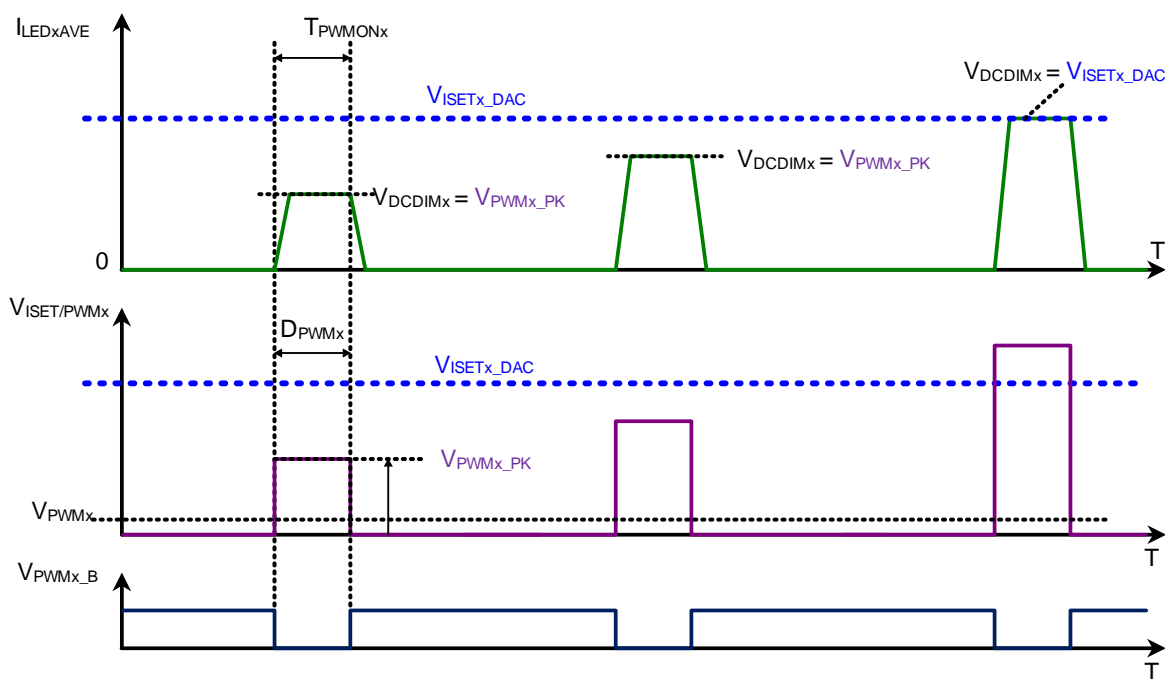 ILEDxAVE
TPWMONx
VDCDIMx = VISETx_DAC
VISETx_DAC
VDCDIMx = VPWMx_PK
VDCDIMx = VPWMx_PK
T
0
VISET/PWMx
DPWMx
VISETx_DAC
VPWMx_PK
VPWMx
T
VPWMx_B
T